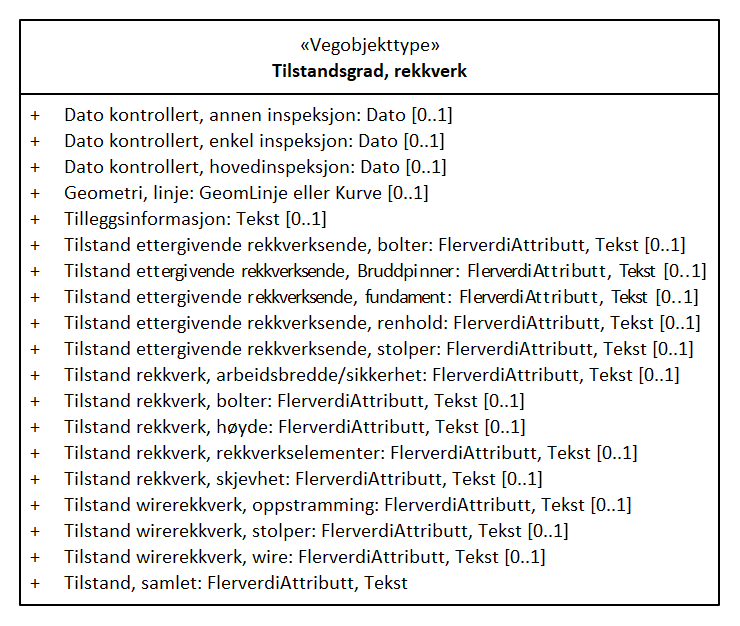 «Vegobjekttype»
Tilstandsgrad, rekkverk
+ Dato kontrollert, annen inspeksjon: Dato [0..1]
+ Dato kontrollert, enkel inspeksjon: Dato [0..1]
+ Dato kontrollert, hovedinspeksjon: Dato [0..1]
+ Geometri, linje: GeomLinje eller Kurve [0..1]
+ Tilleggsinformasjon: Tekst [0..1]
+ Tilstand ettergivende rekkverksende, bolter: FlerverdiAttributt, Tekst [0..1]
+ Tilstand ettergivende rekkverksende, Bruddpinner: FlerverdiAttributt, Tekst [0..1]
+ Tilstand ettergivende rekkverksende, fundament: FlerverdiAttributt, Tekst [0..1]
+ Tilstand ettergivende rekkverksende, renhold: FlerverdiAttributt, Tekst [0..1]
+ Tilstand ettergivende rekkverksende, stolper: FlerverdiAttributt, Tekst [0..1]
+ Tilstand rekkverk, arbeidsbredde/sikkerhet: FlerverdiAttributt, Tekst [0..1]
+ Tilstand rekkverk, bolter: FlerverdiAttributt, Tekst [0..1]
+ Tilstand rekkverk, høyde: FlerverdiAttributt, Tekst [0..1]
+ Tilstand rekkverk, rekkverkselementer: FlerverdiAttributt, Tekst [0..1]
+ Tilstand rekkverk, skjevhet: FlerverdiAttributt, Tekst [0..1]
+ Tilstand wirerekkverk, oppstramming: FlerverdiAttributt, Tekst [0..1]
+ Tilstand wirerekkverk, stolper: FlerverdiAttributt, Tekst [0..1]
+ Tilstand wirerekkverk, wire: FlerverdiAttributt, Tekst [0..1]
+ Tilstand, samlet: FlerverdiAttributt, Tekst